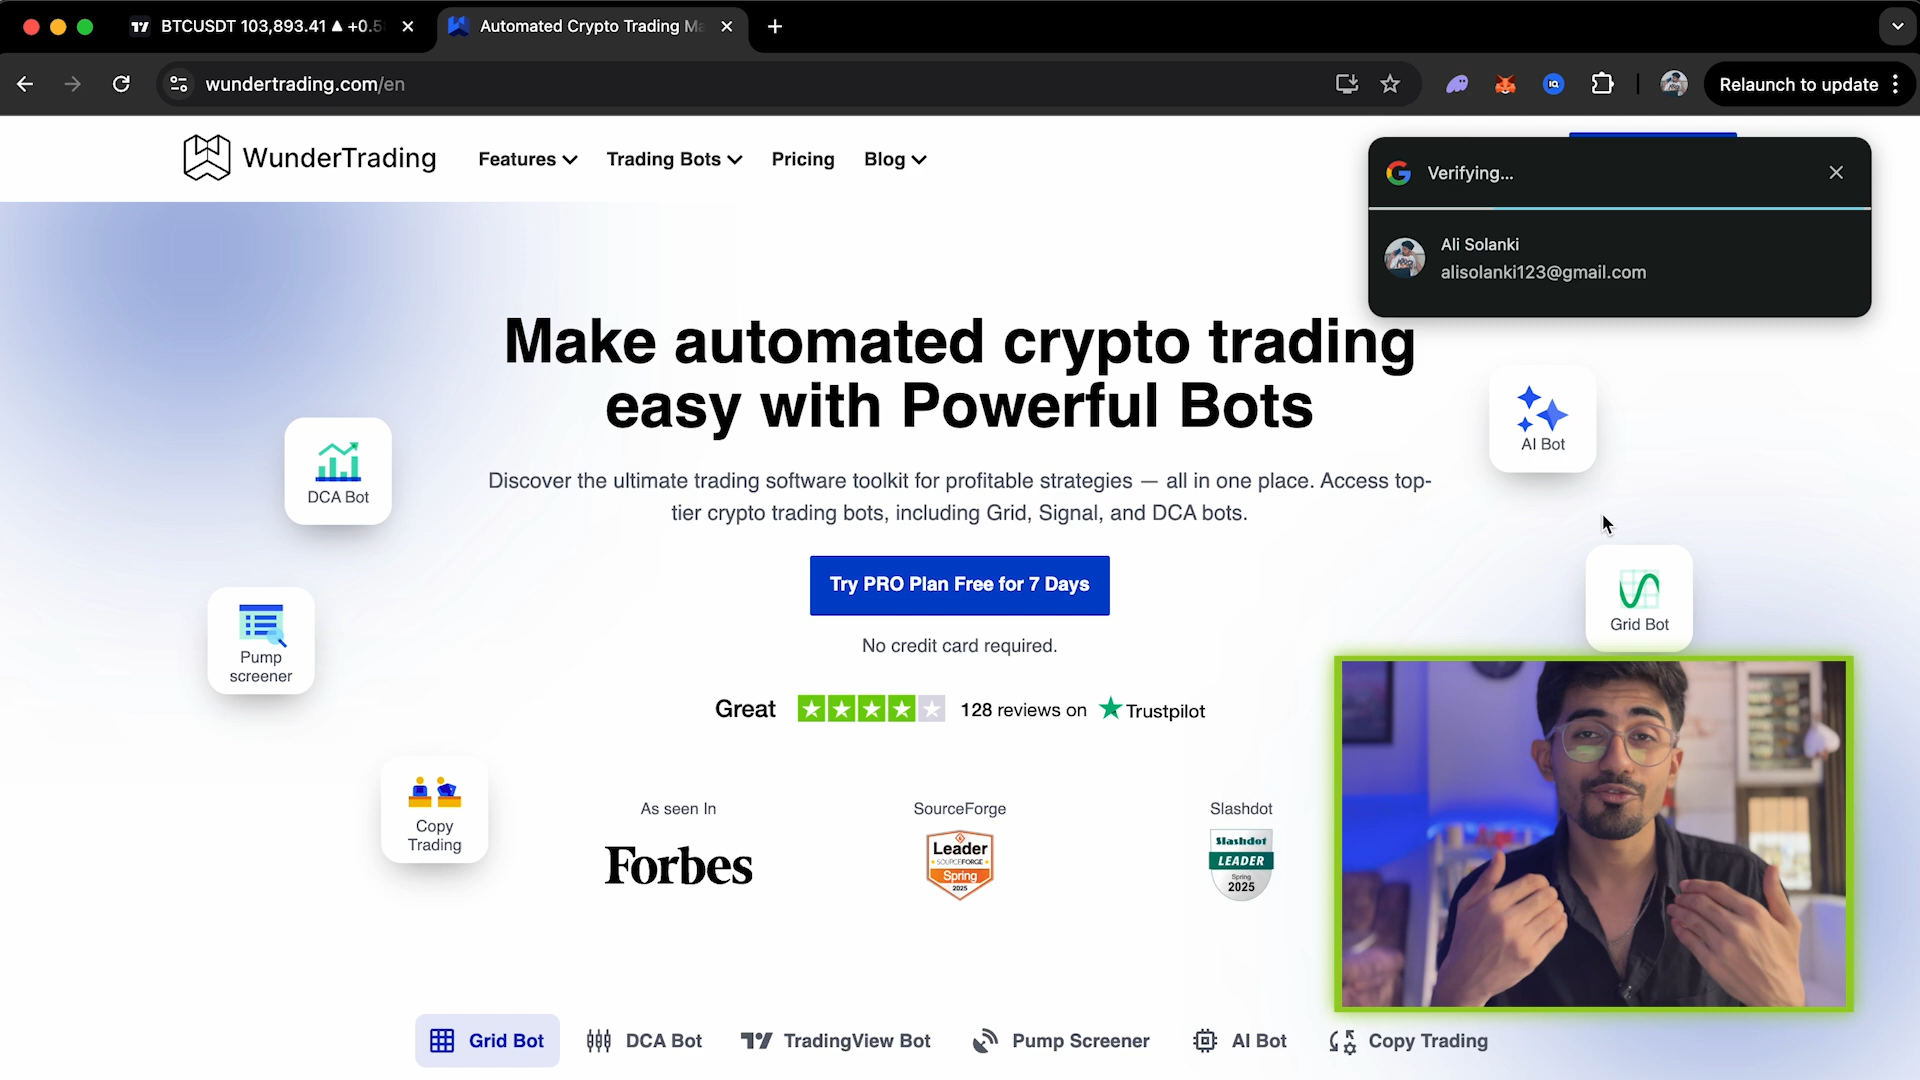 BTCUSDT 103,893.41 ▲ +0.5
Automated Crypto Trading Ma
wundertrading.com/en
Relaunch to update
WunderTrading
Features
Trading Bots
Pricing
Blog
Verifying...
Ali Solanki
alisolanki123@gmail.com
Make automated crypto trading
easy with Powerful Bots
Discover the ultimate trading software toolkit for profitable strategies — all in one place. Access top-
tier crypto trading bots, including Grid, Signal, and DCA bots.
AI Bot
DCA Bot
Try PRO Plan Free for 7 Days
Grid Bot
No credit card required.
Pump
screener
Great
128 reviews on
Trustpilot
Copy
Trading
As seen In
Forbes
SourceForge
Leader
SOURCEFORGE
Spring
2025
Slashdot
Slashdot
LEADER
Spring
2025
Grid Bot
DCA Bot
TradingView Bot
Pump Screener
AI Bot
Copy Trading